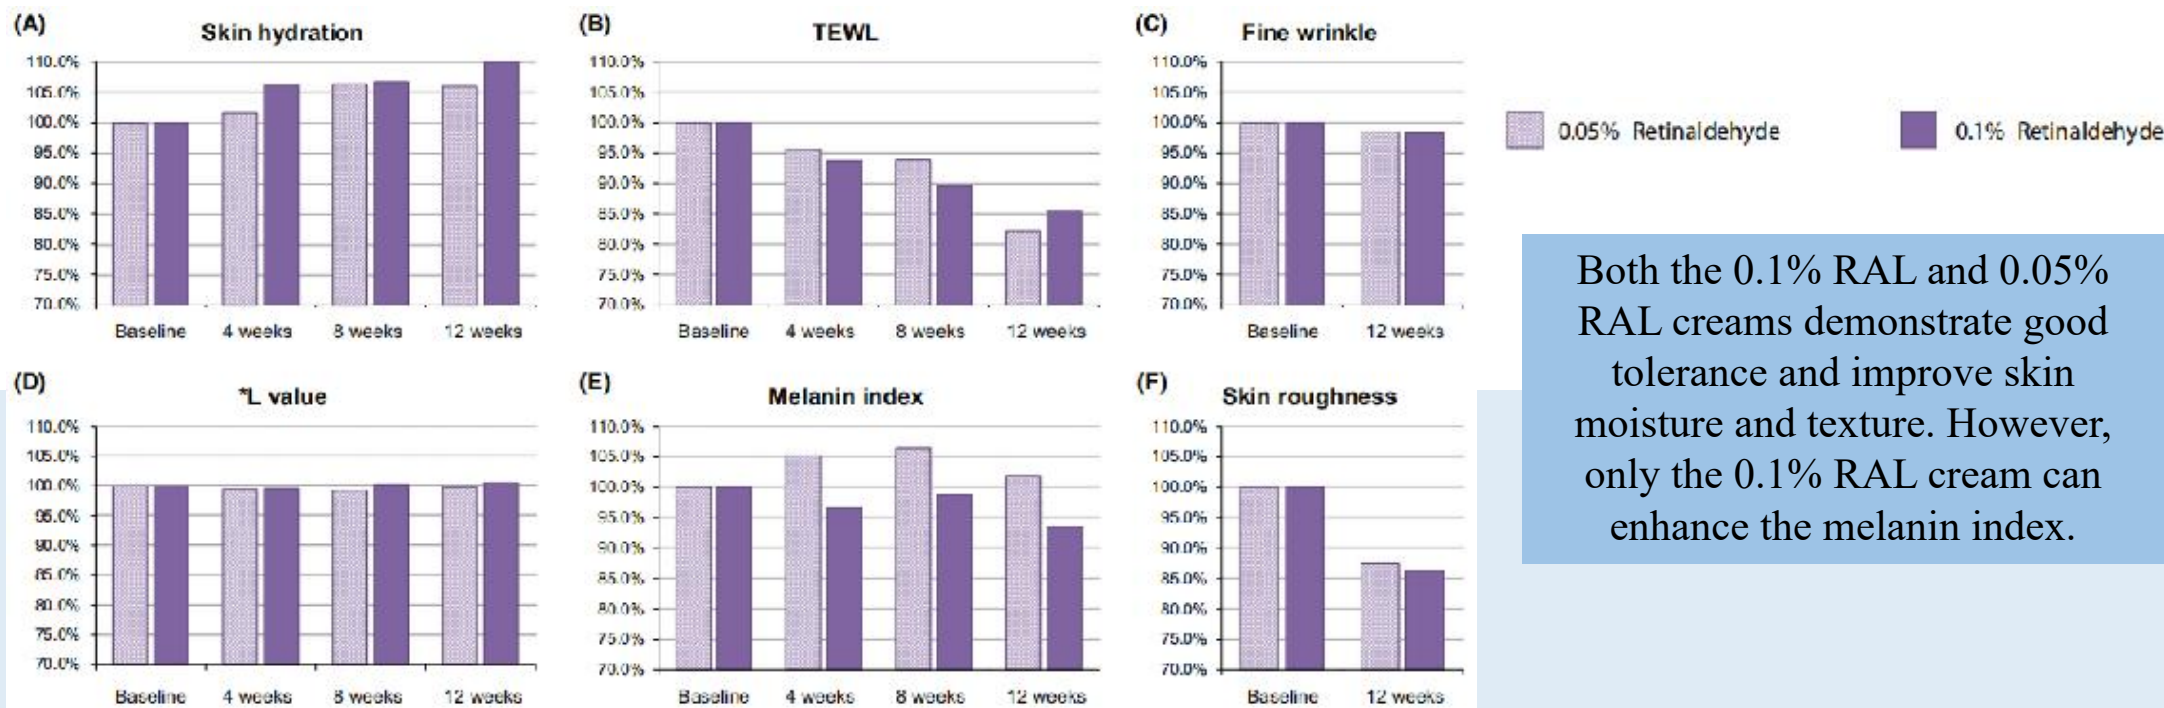 (A)
Skin hydration
110.0%
105.0%
100.0%
95.0%
90.0%
85.0%
80.0%
75.0%
70.0%
Baseline
4 weeks
8 weeks
12 weeks
(B)
TEWL
110.0%
105.0%
100.0%
95.0%
90.0%
85.0%
80.0%
75.0%
70.0%
Baseline
4 weeks
8 weeks
12 weeks
(C)
Fine wrinkle
110.0%
105.0%
100.0%
95.0%
90.0%
85.0%
80.0%
75.0%
70.0%
Baseline
12 weeks
0.05% Retinaldehyde
0.1% Retinaldehyde
(D)
*L value
110.0%
105.0%
100.0%
95.0%
90.0%
85.0%
80.0%
75.0%
70.0%
Baseline
4 weeks
8 weeks
12 weeks
(E)
Melanin index
110.0%
105.0%
100.0%
95.0%
90.0%
85.0%
80.0%
75.0%
70.0%
Baseline
4 weeks
8 weeks
12 weeks
(F)
Skin roughness
110.0%
105.0%
100.0%
95.0%
90.0%
85.0%
80.0%
75.0%
70.0%
Baseline
12 weeks
Both the 0.1% RAL and 0.05%
RAL creams demonstrate good
tolerance and improve skin
moisture and texture. However,
only the 0.1% RAL cream can
enhance the melanin index.